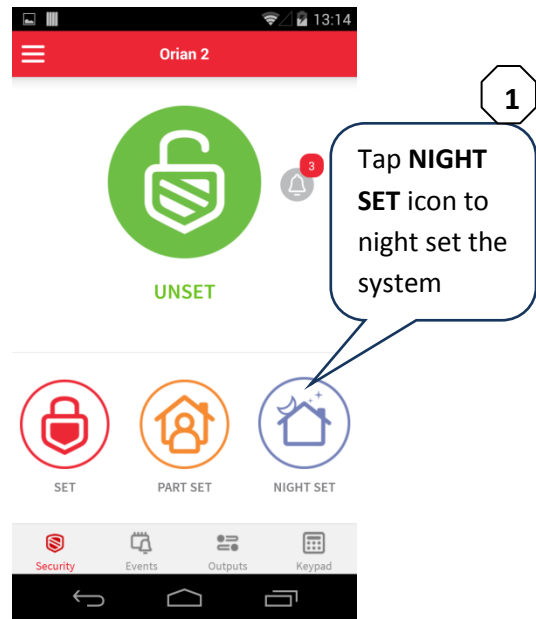 13:14
Orian 2
1
3
Tap NIGHT
SET icon to
night set the
system
UNSET
SET PART SET NIGHT SET
Security Events Outputs Keypad